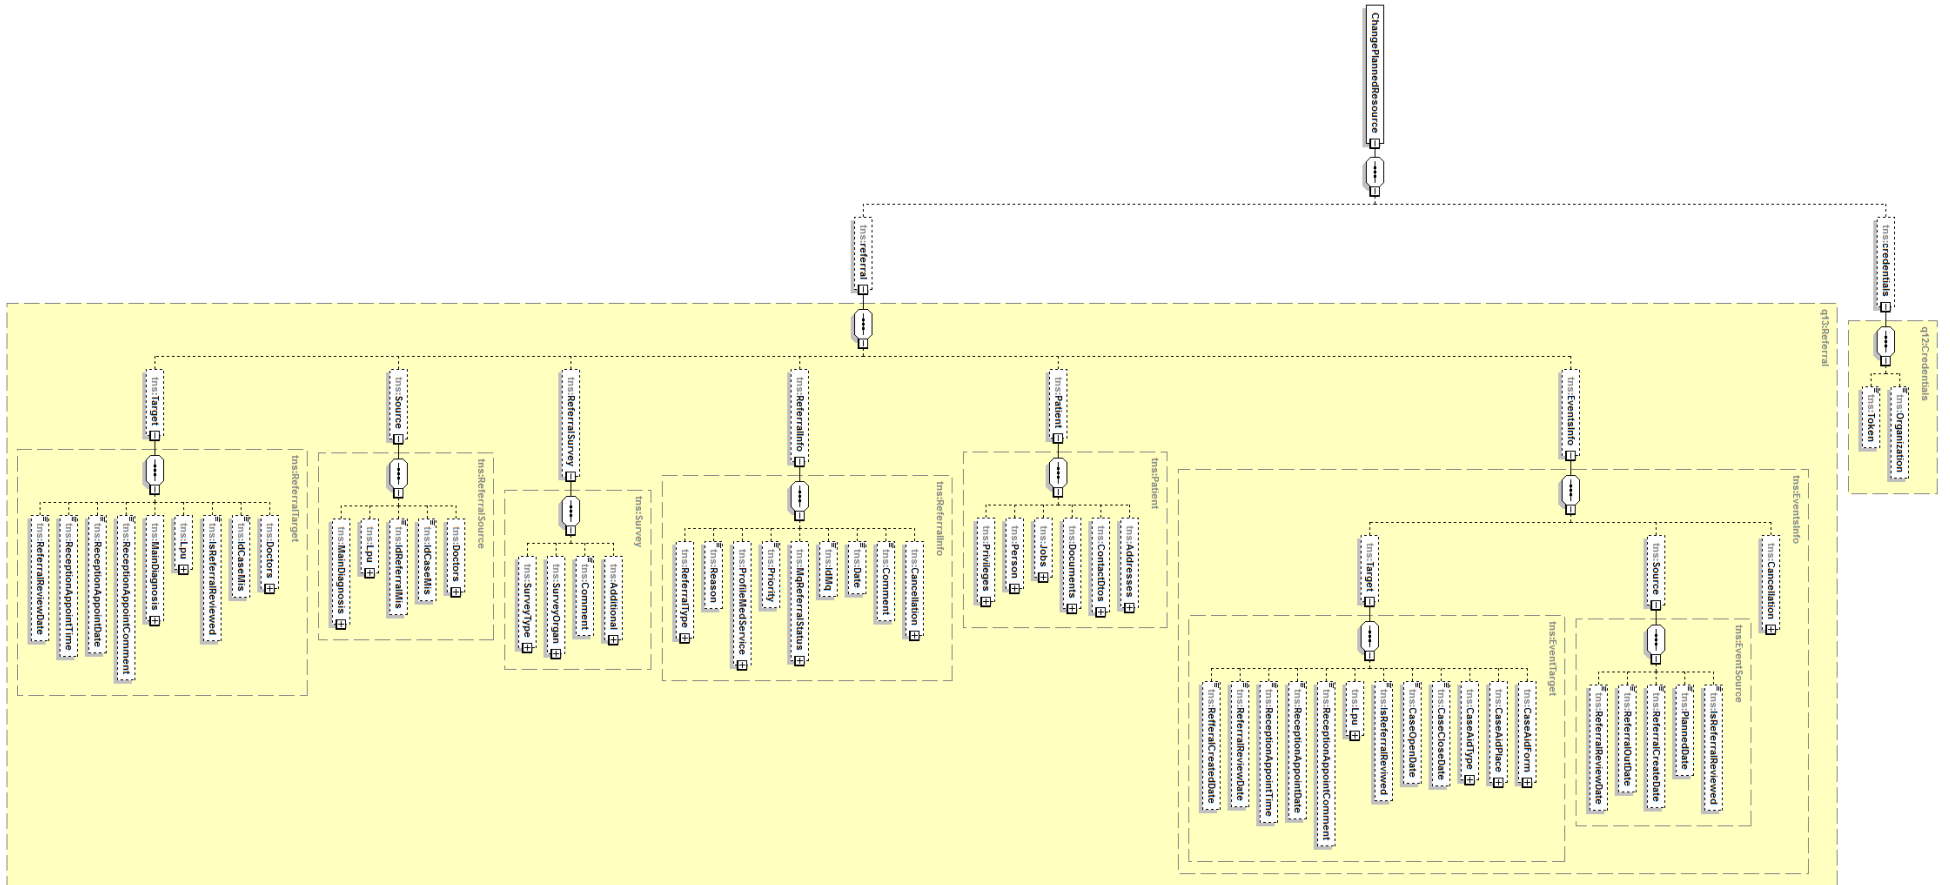 ChangePlannedResource
tns:credentials
q12:Credentials
tns:Organization
tns:Token
tns:referral
q13:Referral
tns:EventsInfo
tns:EventsInfo
tns:Cancellation
tns:Source
tns:EventSource
tns:IsReferralReviewed
tns:PlannedDate
tns:ReferralCreateDate
tns:ReferralOutDate
tns:ReferralReviewDate
tns:Target
tns:EventTarget
tns:CaseAidForm
tns:CaseAidPlace
tns:CaseAidType
tns:CaseCloseDate
tns:CaseOpenDate
tns:IsReferralReviwed
tns:Lpu
tns:ReceptionAppointComment
tns:ReceptionAppointDate
tns:ReceptionAppointTime
tns:ReferralReviewDate
tns:RefferalCreatedDate
tns:Patient
tns:Patient
tns:Addresses
tns:ContactDtos
tns:Documents
tns:Jobs
tns:Person
tns:Privileges
tns:ReferralInfo
tns:ReferralInfo
tns:Cancellation
tns:Comment
tns:Date
tns:IdMq
tns:MqReferralStatus
tns:Priority
tns:ProfileMedService
tns:Reason
tns:ReferralType
tns:ReferralSurvey
tns:Survey
tns:Additional
tns:Comment
tns:SurveyOrgan
tns:SurveyType
tns:Source
tns:ReferralSource
tns:Doctors
tns:IdCaseMis
tns:IdReferralMis
tns:Lpu
tns:MainDiagnosis
tns:Target
tns:ReferralTarget
tns:Doctors
tns:IdCaseMis
tns:IsReferralReviewed
tns:Lpu
tns:MainDiagnosis
tns:ReceptionAppointComment
tns:ReceptionAppointDate
tns:ReceptionAppointTime
tns:ReferralReviewDate